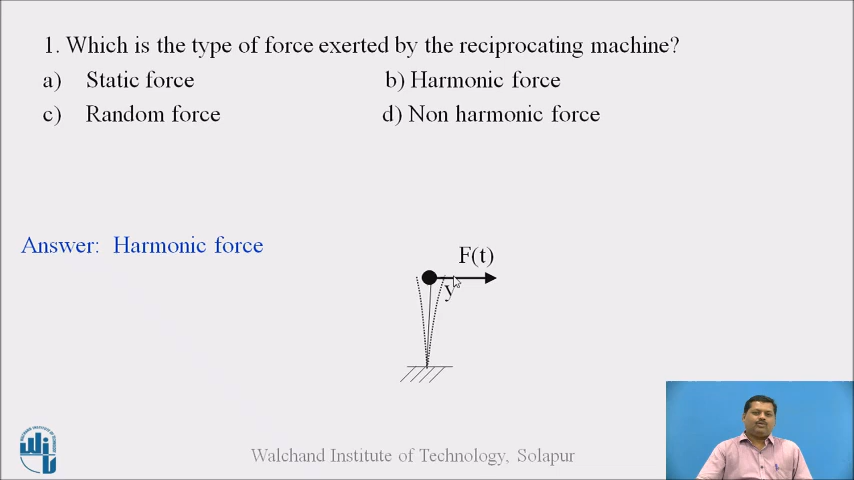 1. Which is the type of force exerted by the reciprocating machine?
a) Static force b) Harmonic force
c) Random force d) Non harmonic force
Answer: Harmonic force
F(t)
y
Walchand Institute of Technology, Solapur